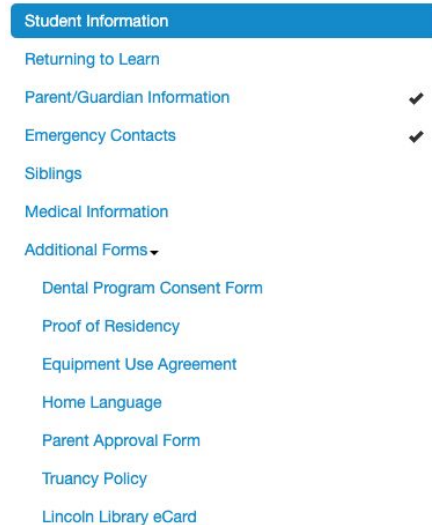 Student Information
Returning to Learn
Parent/Guardian Information
Emergency Contacts
Siblings
Medical Information
Additional Forms
Dental Program Consent Form
Proof of Residency
Equipment Use Agreement
Home Language
Parent Approval Form
Truancy Policy
Lincoln Library eCard